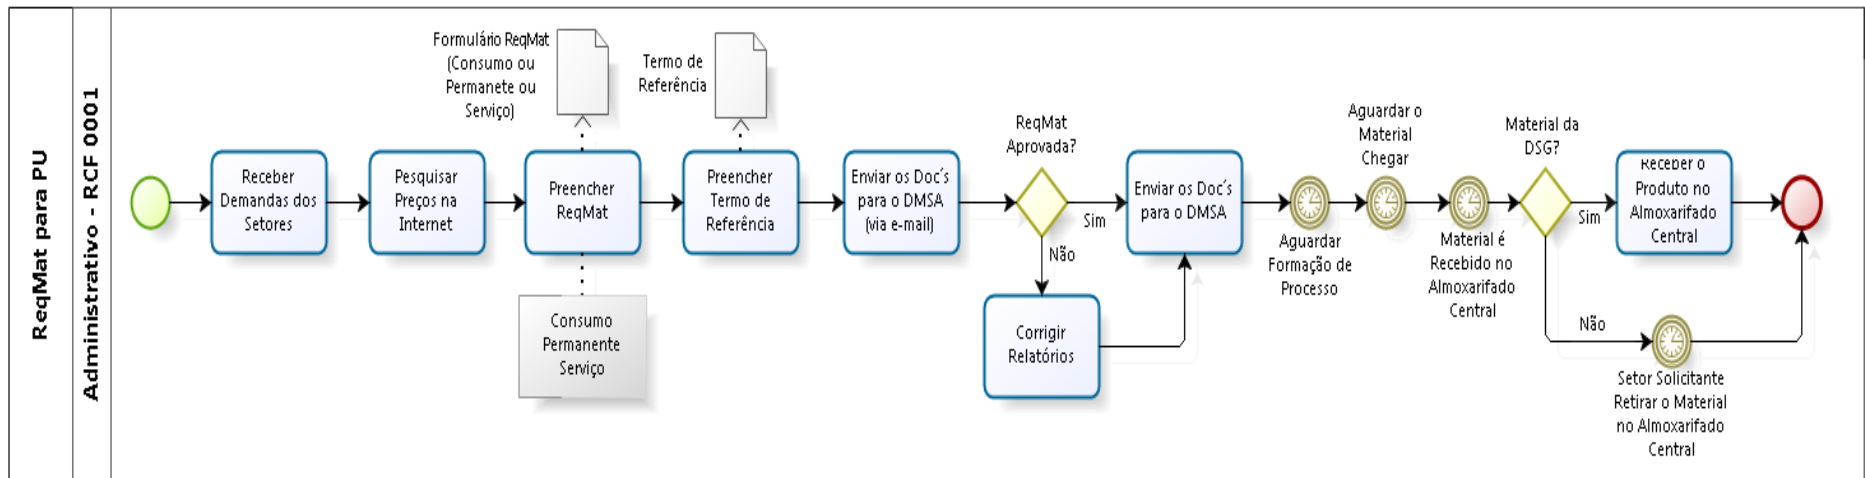 ReqMat para PU
Administrativo - RCF 0001
Receber
Demandas dos
Setores
Pesquisar
Preços na
Internet
Formulário ReqMat
(Consumo ou
Permanete ou
Serviço)
Preencher
ReqMat
Consumo
Permanente
Serviço
Termo de
Referência
Preencher
Termo de
Referência
Enviar os Doc´s
para o DMSA
(via e-mail)
ReqMat
Aprovada?
Sim
Não
Corrigir
Relatórios
Enviar os Doc´s
para o DMSA
Aguardar
Formação de
Processo
Aguardar o
Material
Chegar
Material é
Recebido no
Almoxarifado
Central
Material da
DSG?
Sim
Não
Receber o
Produto no
Almoxarifado
Central
Setor Solicitante
Retirar o Material
no Almoxarifado
Central